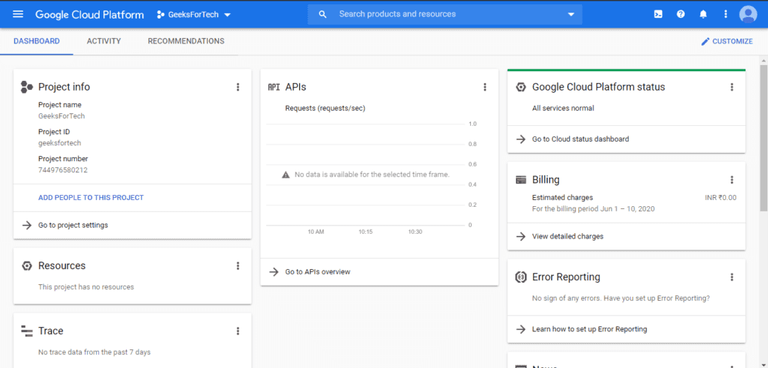 Google Cloud Platform
GeeksForTech
Search products and resources
DASHBOARD
ACTIVITY
RECOMMENDATIONS
CUSTOMIZE
Project info
Project name
GeeksForTech
Project ID
geeksfortech
Project number
744976580212
ADD PEOPLE TO THIS PROJECT
Go to project settings
Resources
This project has no resources
Trace
No trace data from the past 7 days
API APIs
Requests (requests/sec)
1.0
0.8
0.6
No data is available for the selected time frame.
0.4
0.2
0
10 AM 10:15 10:30
Go to APIs overview
Google Cloud Platform status
All services normal
Go to Cloud status dashboard
Billing
Estimated charges INR ₹0.00
For the billing period Jun 1 – 10, 2020
View detailed charges
Error Reporting
No sign of any errors. Have you set up Error Reporting?
Learn how to set up Error Reporting